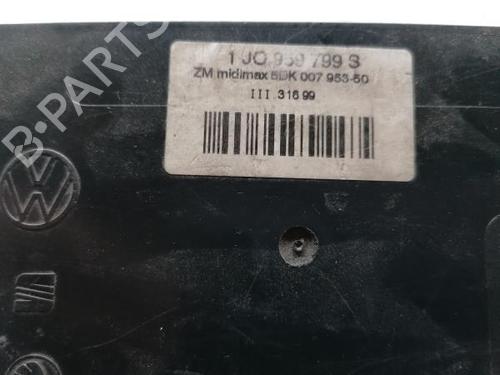 1 JO 959 799 S
ZM midimax 5DK 007 953-50
III 316 99
B-PARTS